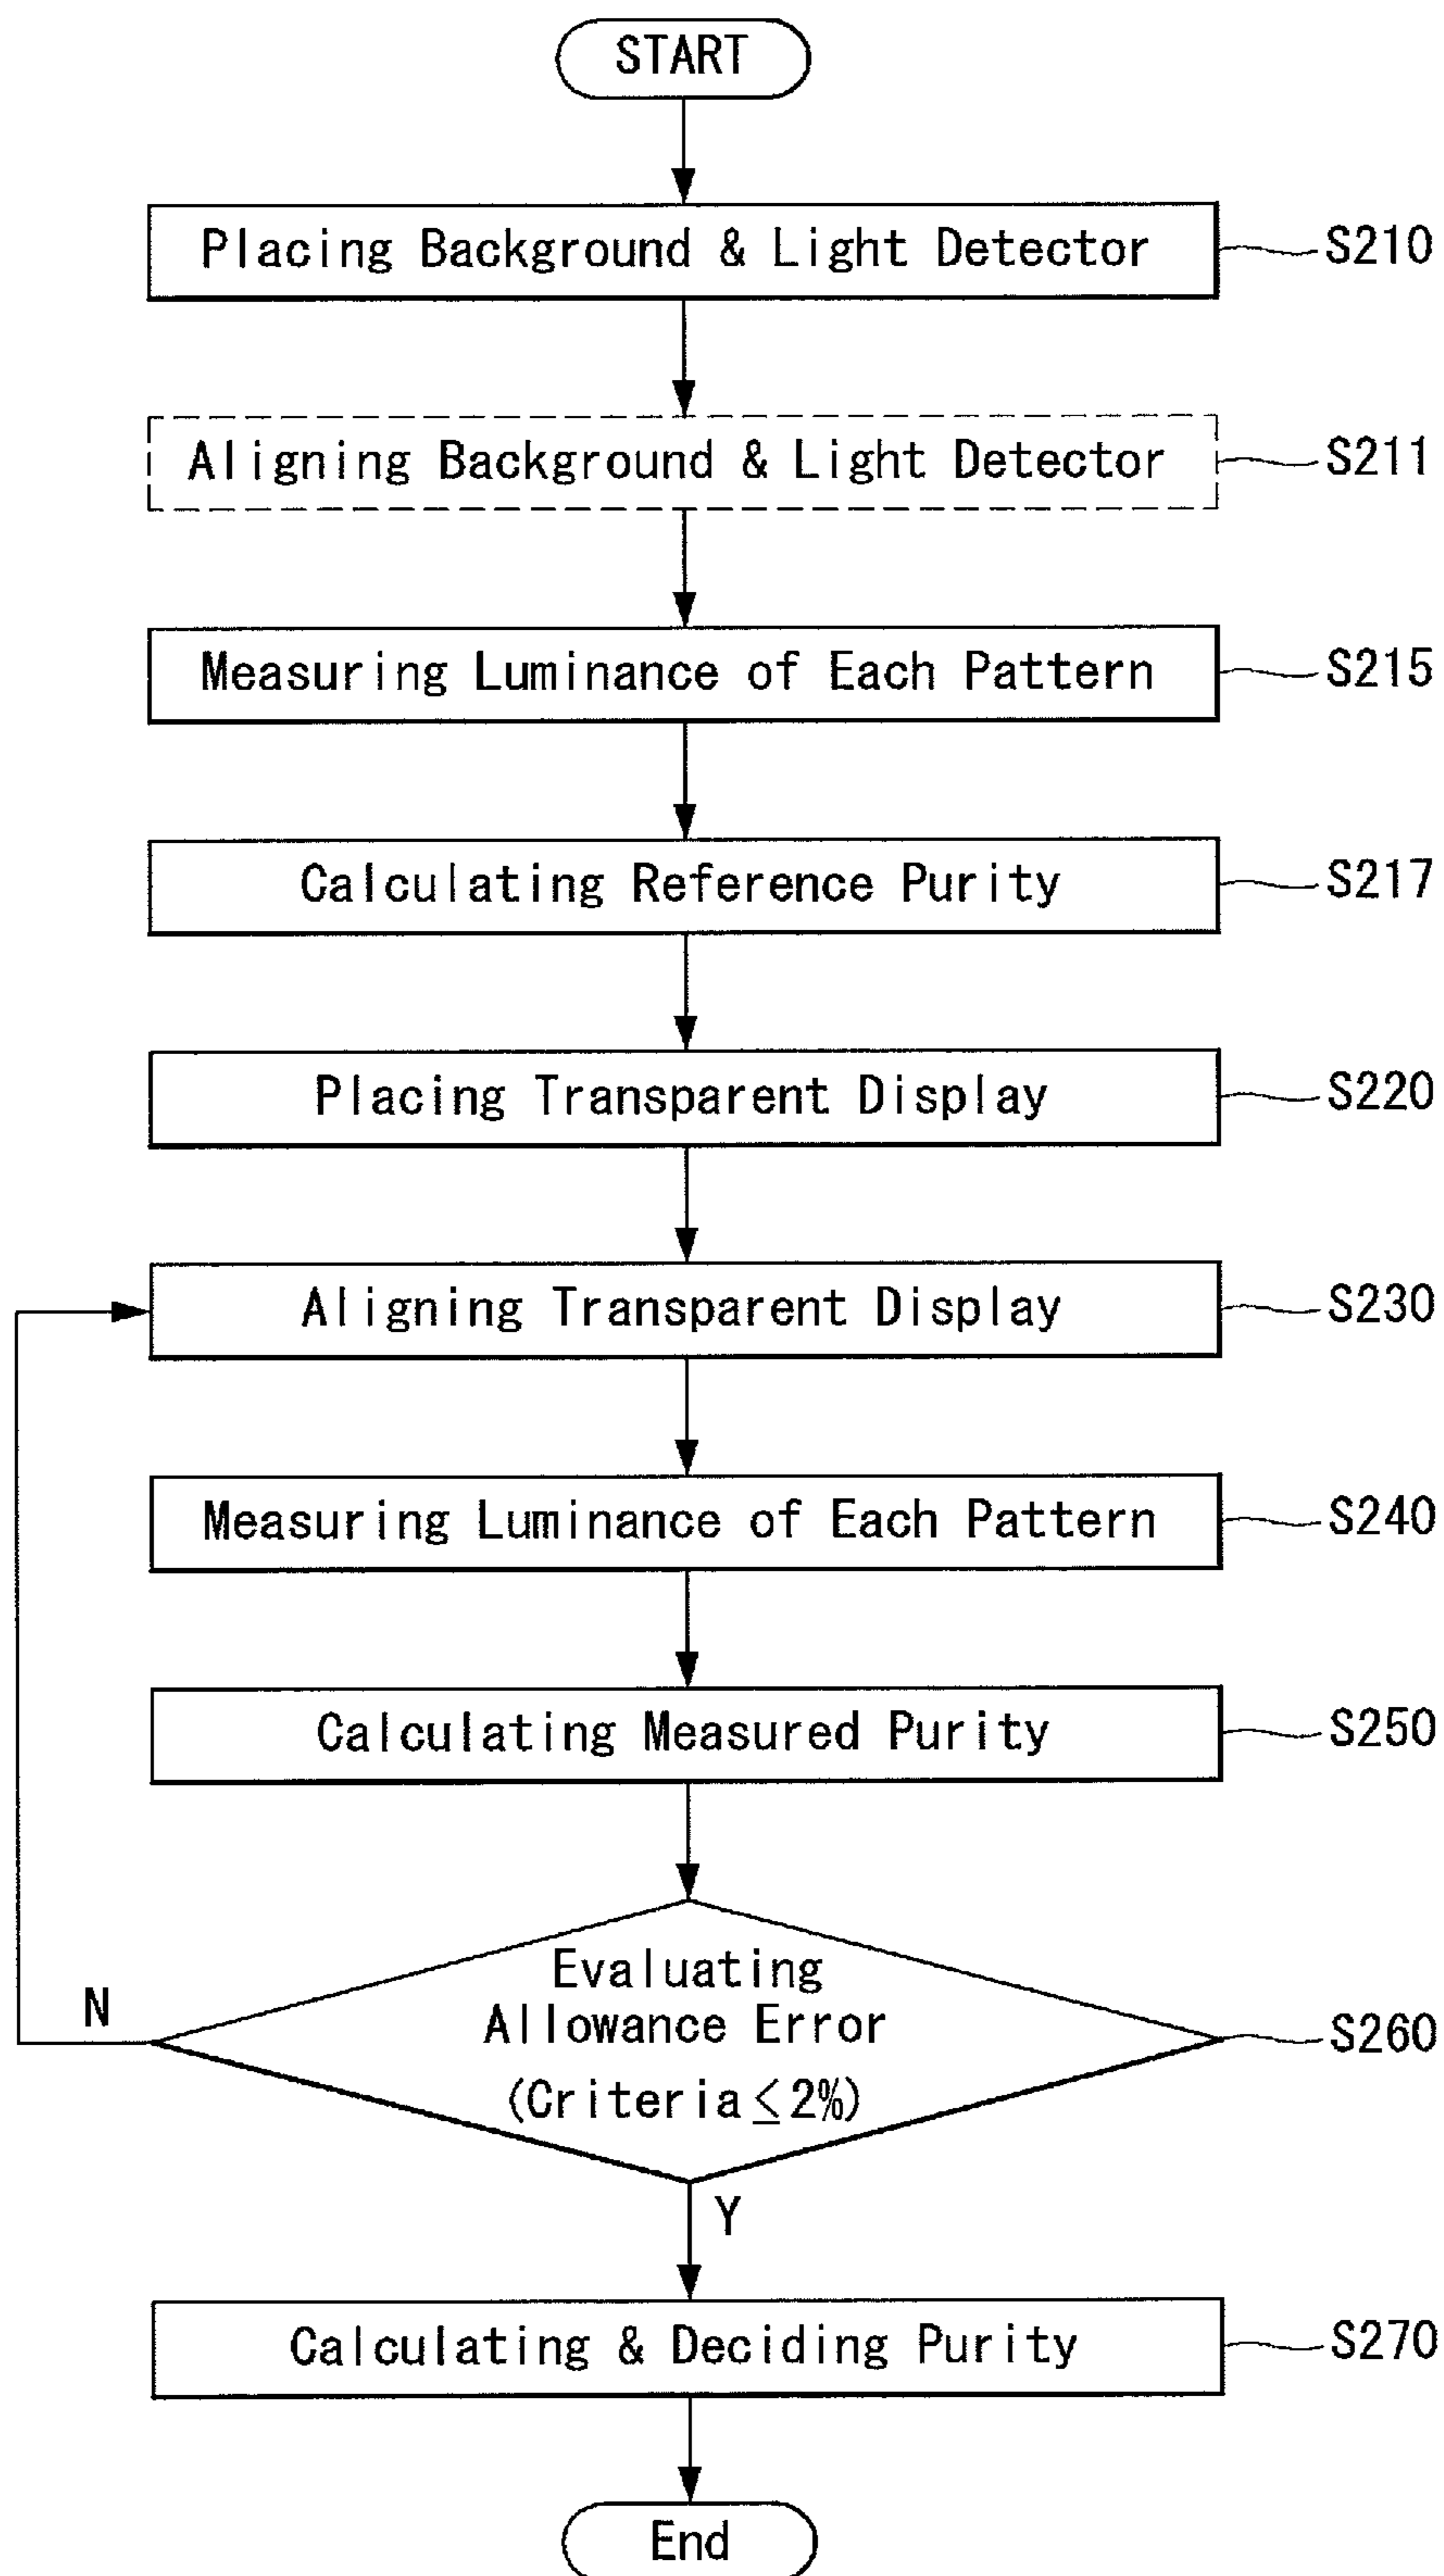 START
Placing Background & Light Detector
S210
Aligning Background & Light Detector
S211
Measuring Luminance of Each Pattern
S215
Calculating Reference Purity
S217
Placing Transparent Display
S220
Aligning Transparent Display
S230
Measuring Luminance of Each Pattern
S240
Calculating Measured Purity
S250
Evaluating
Allowance Error
(Criteria≤2%)
S260
N
Y
Calculating & Deciding Purity
S270
End